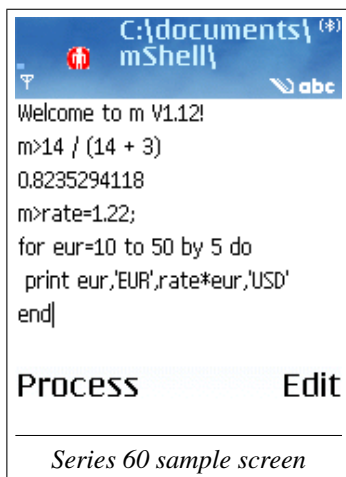 C:\documents\
mShell\
abc
Welcome to m V1.12!
m>14 / (14 + 3)
0.8235294118
m>rate=1.22;
for eur=10 to 50 by 5 do
 print eur,'EUR',rate*eur,'USD'
end
Process Edit
Series 60 sample screen